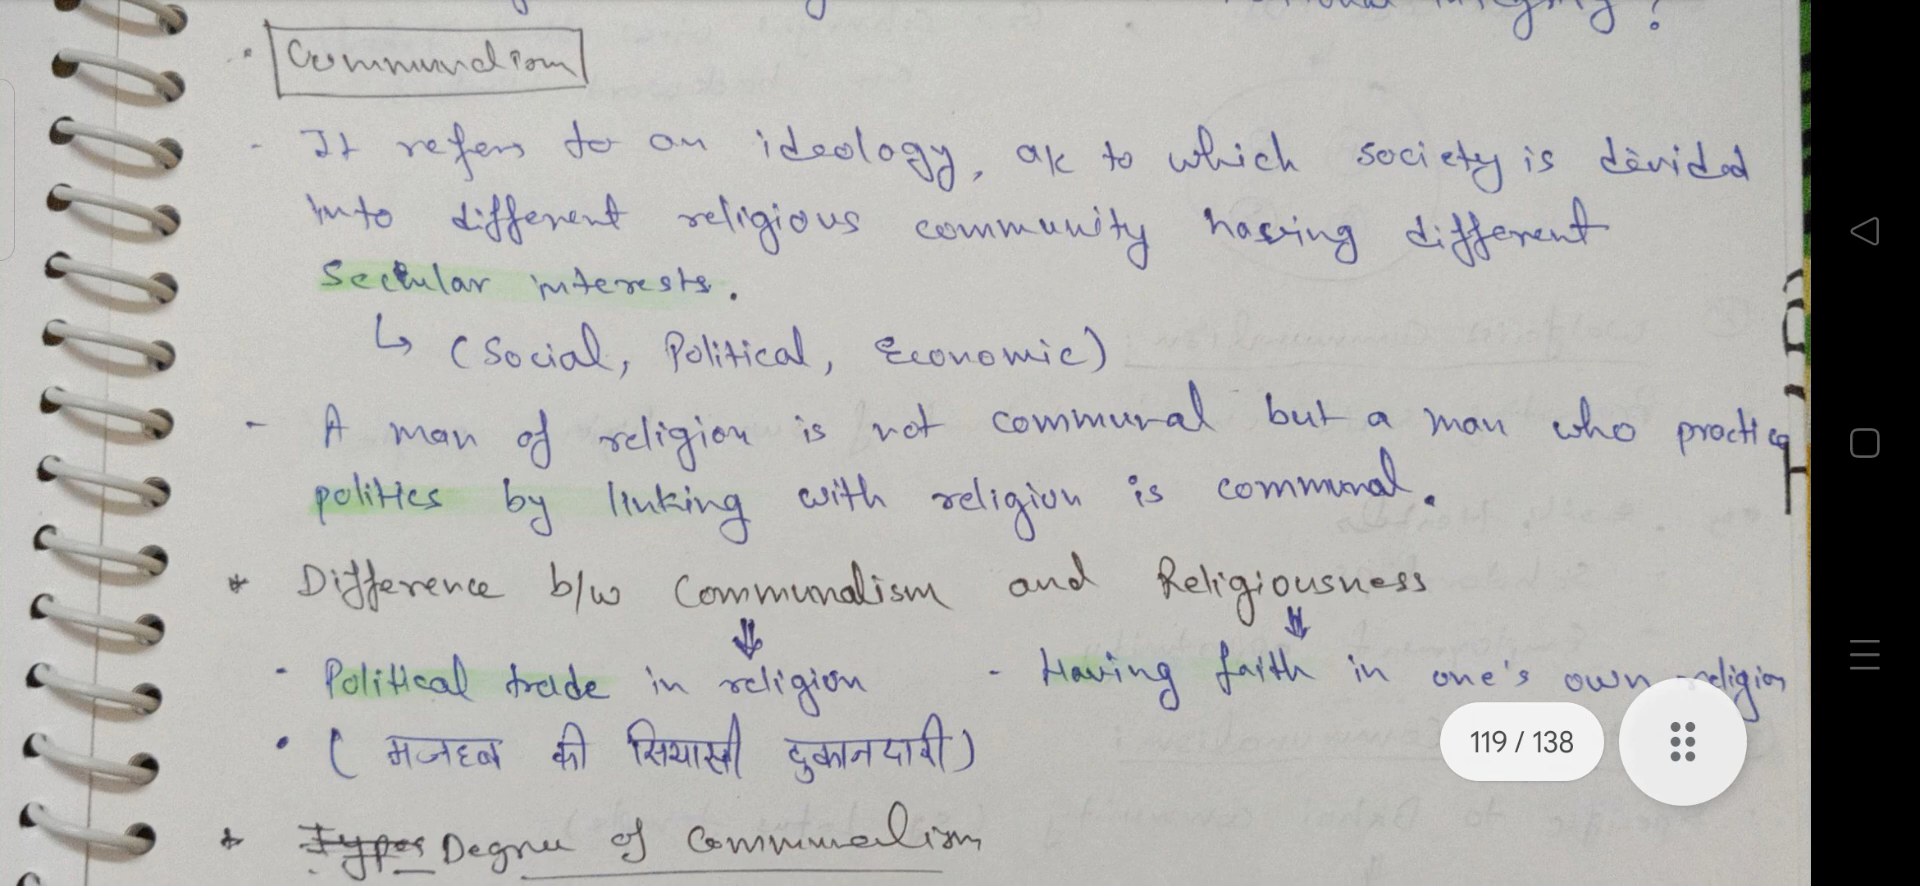 Communalism
- It refers to an ideology, ak to which society is divided
into different religious community having different
Secular interests.
↳ (Social, Political, Economic)
- A man of religion is not communal but a man who practice
politics by linking with religion is communal.
* Difference b/w Communalism and Religiousness
- Political trade in religion - Having faith in one's own religion
• ( मजहब की सियासी दुकानदारी )
119 / 138
* Types Degree of Communalism